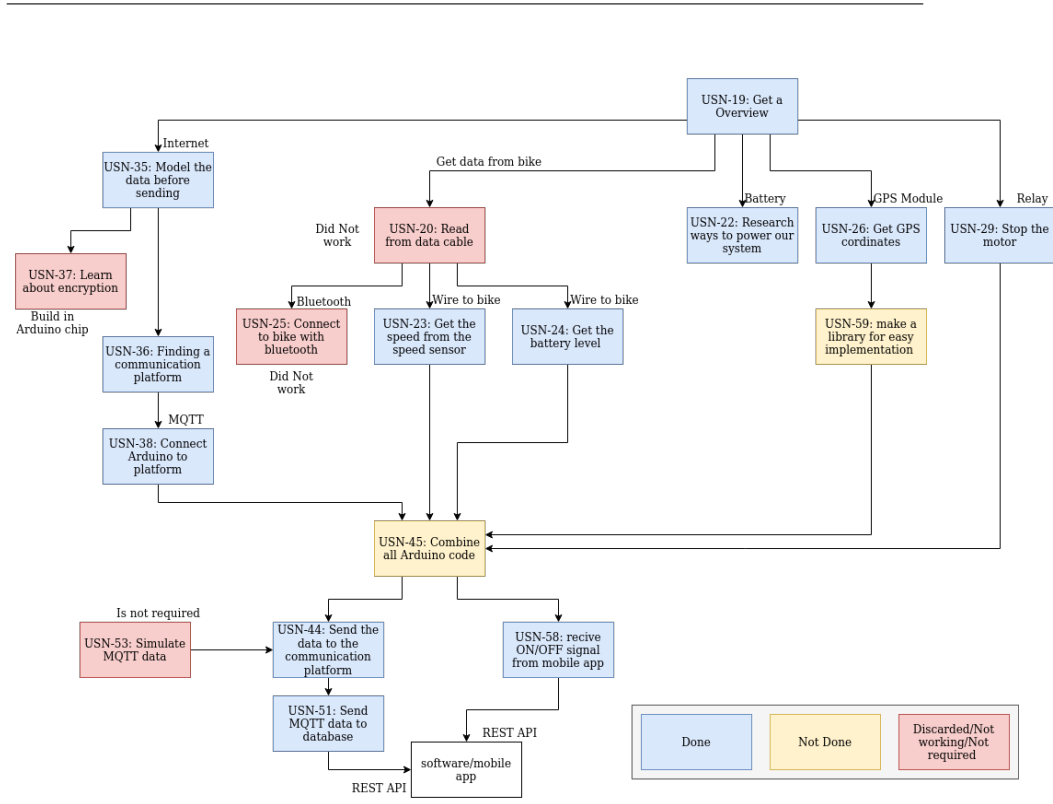 USN-19: Get a
Overview
Internet
Get data from bike
USN-35: Model the
data before
sending
Battery
GPS Module
Relay
Did Not
work
USN-20: Read
from data cable
USN-22: Research
ways to power our
system
USN-26: Get GPS
cordinates
USN-29: Stop the
motor
USN-37: Learn
about encryption
Build in
Arduino chip
Bluetooth
Wire to bike
Wire to bike
USN-25: Connect
to bike with
bluetooth
Did Not
work
USN-23: Get the
speed from the
speed sensor
USN-24: Get the
battery level
USN-59: make a
library for easy
implementation
USN-36: Finding a
communication
platform
MQTT
USN-38: Connect
Arduino to
platform
USN-45: Combine
all Arduino code
Is not required
USN-53: Simulate
MQTT data
USN-44: Send the
data to the
communication
platform
USN-58: recive
ON/OFF signal
from mobile app
USN-51: Send
MQTT data to
database
REST API
software/mobile
app
REST API
Done
Not Done
Discarded/Not
working/Not
required